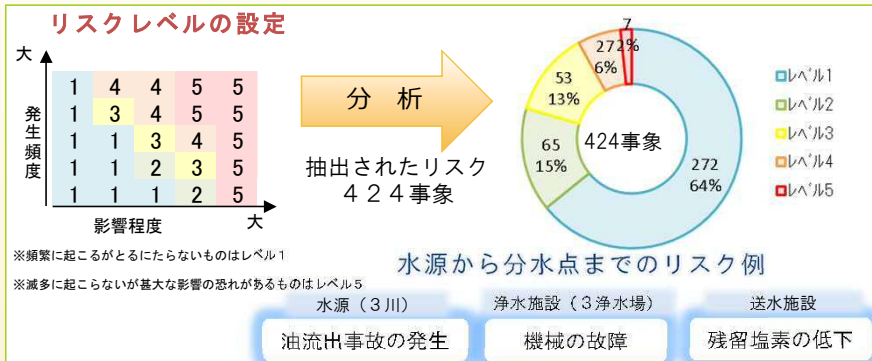 リスクレベルの設定
大
発生頻度
1 4 4 5 5
1 3 4 5 5
1 1 3 4 5
1 1 2 3 5
1 1 1 2 5
影響程度
大
※頻繁に起こるがとるにたらないものはレベル1
※滅多に起こらないが甚大な影響の恐れがあるものはレベル5
分 析
抽出されたリスク
424事象
7
2%
27
6%
53
13%
65
15%
424事象
272
64%
レベル1
レベル2
レベル3
レベル4
レベル5
水源から分水点までのリスク例
水源(3川)
浄水施設(3浄水場)
送水施設
油流出事故の発生
機械の故障
残留塩素の低下